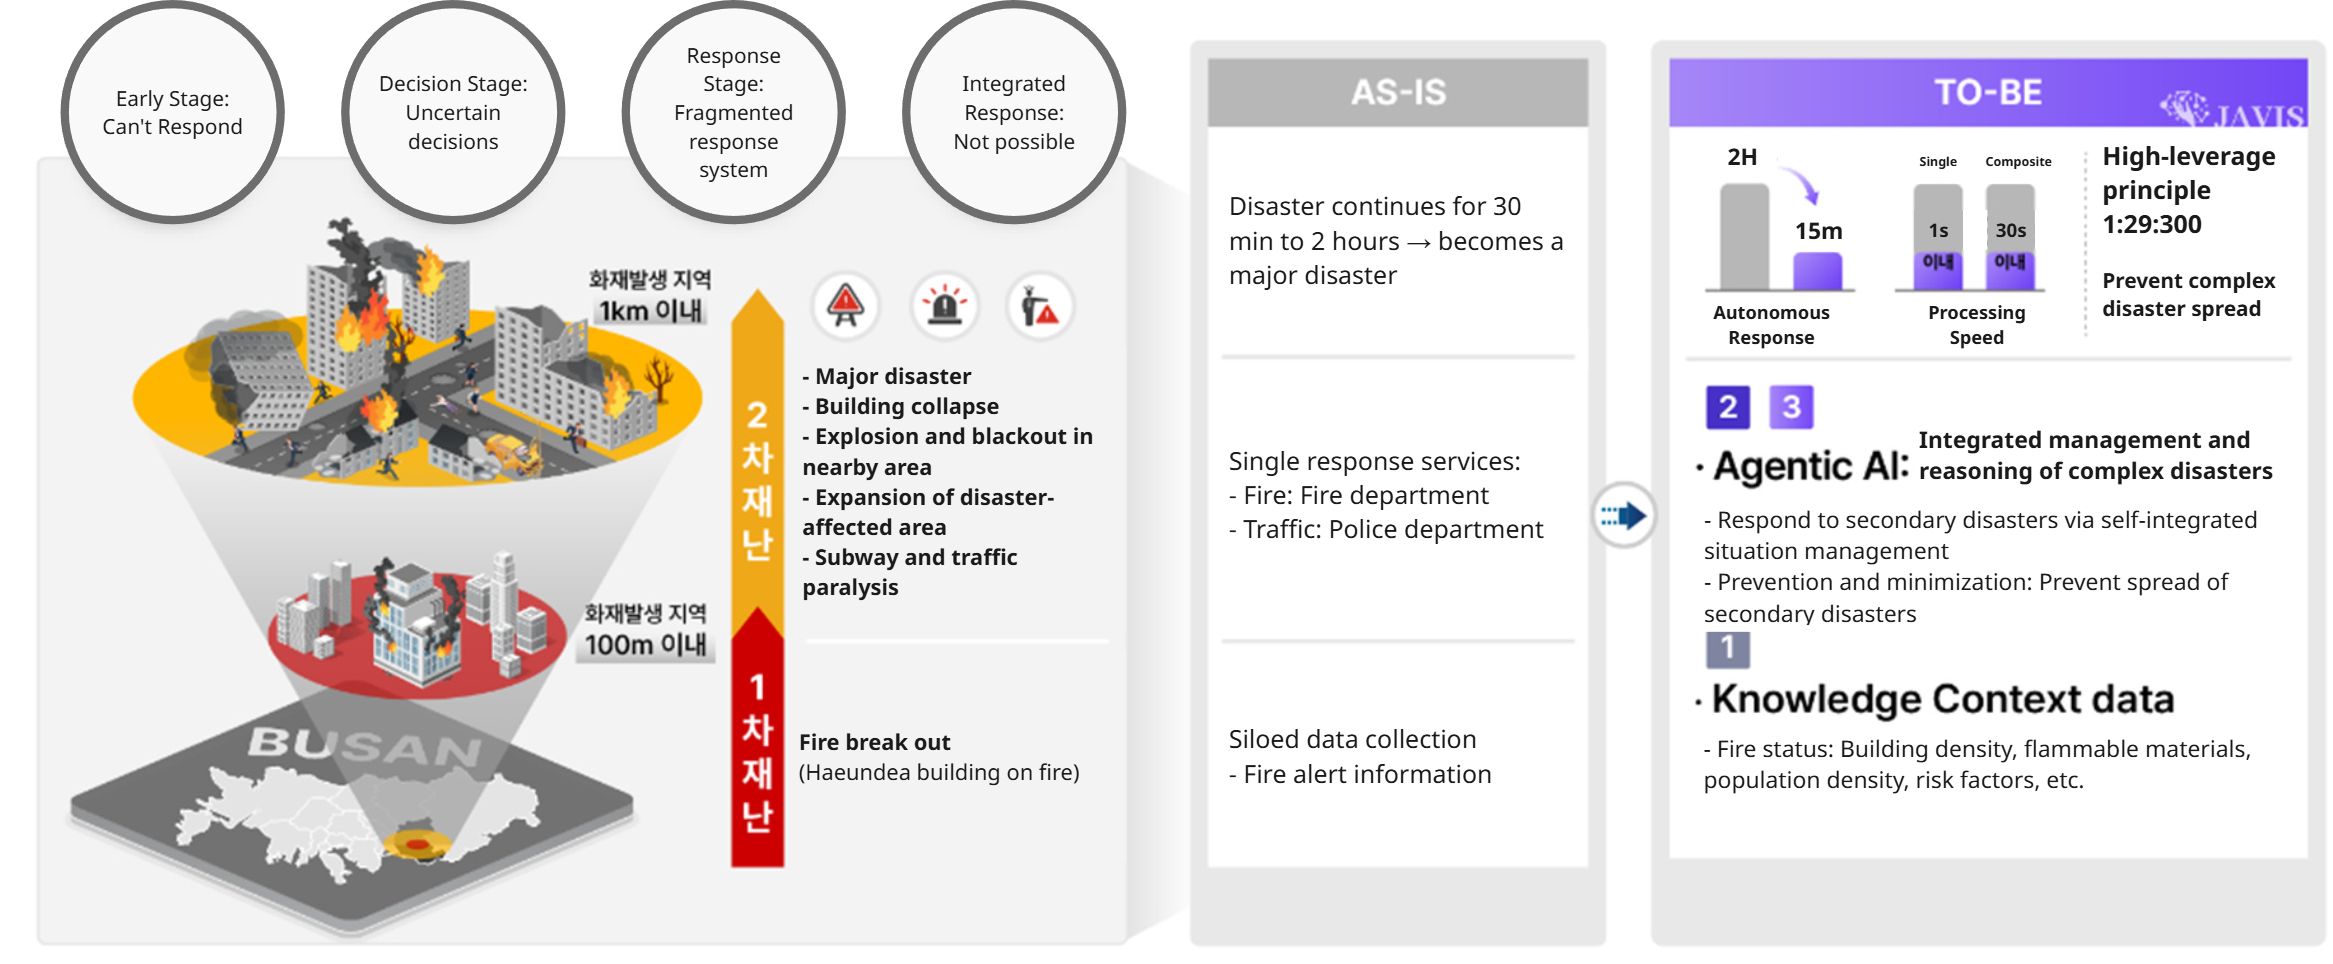 Early Stage:
Can't Respond
Decision Stage:
Uncertain
decisions
Response
Stage:
Fragmented
response
system
Integrated
Response:
Not possible
화재발생 지역
1km 이내
화재발생 지역
100m 이내
BUSAN
2
차
재
난
1
차
재
난
- Major disaster
- Building collapse
- Explosion and blackout in
nearby area
- Expansion of disaster-
affected area
- Subway and traffic
paralysis
Fire break out
(Haeundea building on fire)
AS-IS
Disaster continues for 30
min to 2 hours → becomes a
major disaster
Single response services:
- Fire: Fire department
- Traffic: Police department
Siloed data collection
- Fire alert information
TO-BE
JAVIS
2H
15m
Autonomous
Response
Single
Composite
1s
이내
30s
이내
Processing
Speed
High-leverage
principle
1:29:300
Prevent complex
disaster spread
2 3
· Agentic AI: Integrated management and
reasoning of complex disasters
- Respond to secondary disasters via self-integrated
situation management
- Prevention and minimization: Prevent spread of
secondary disasters
1
· Knowledge Context data
- Fire status: Building density, flammable materials,
population density, risk factors, etc.